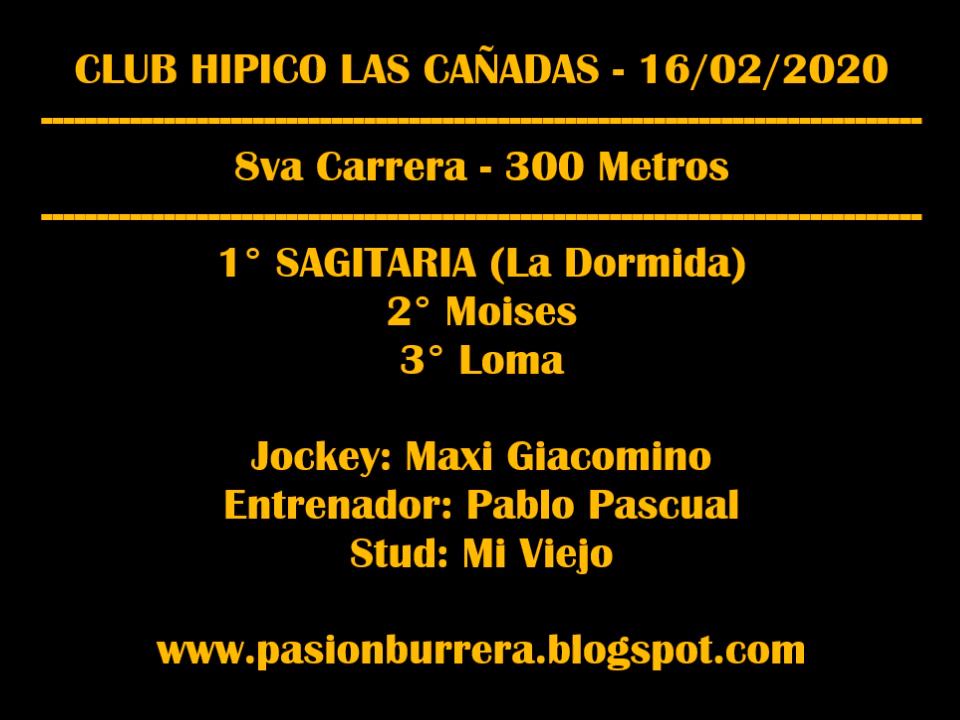 CLUB HIPICO LAS CAÑADAS - 16/02/2020
--------------------------------------------------------------------------------
8va Carrera - 300 Metros
--------------------------------------------------------------------------------
1° SAGITARIA (La Dormida)
2° Moises
3° Loma
Jockey: Maxi Giacomino
Entrenador: Pablo Pascual
Stud: Mi Viejo
www.pasionburrera.blogspot.com